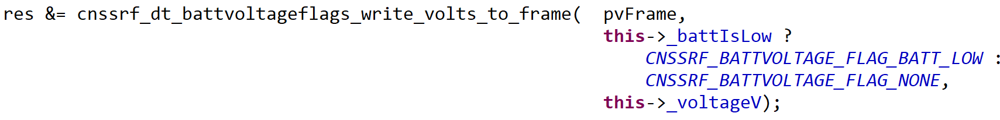 res &= cnssrf_dt_battvoltageflags_write_volts_to_frame(  pvFrame,
this->_battIsLow ?
CNSSRF_BATTVOLTAGE_FLAG_BATT_LOW :
CNSSRF_BATTVOLTAGE_FLAG_NONE,
this->_voltageV);